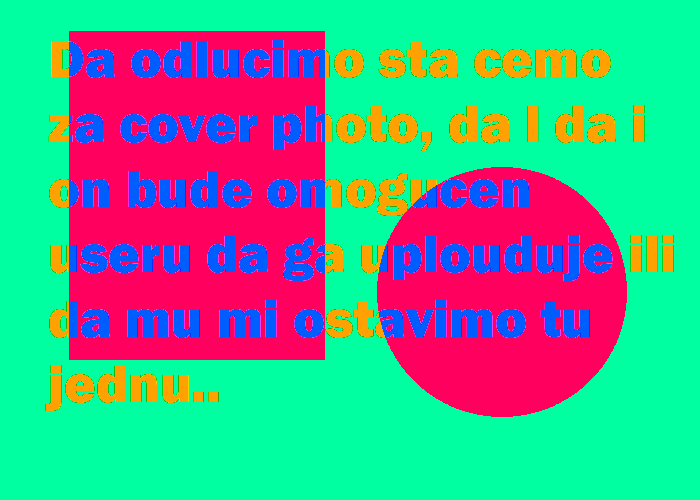 Da odlucimo sta cemo
za cover photo, da l da i
on bude omogucen
useru da ga uplouduje ili
da mu mi ostavimo tu
jednu..